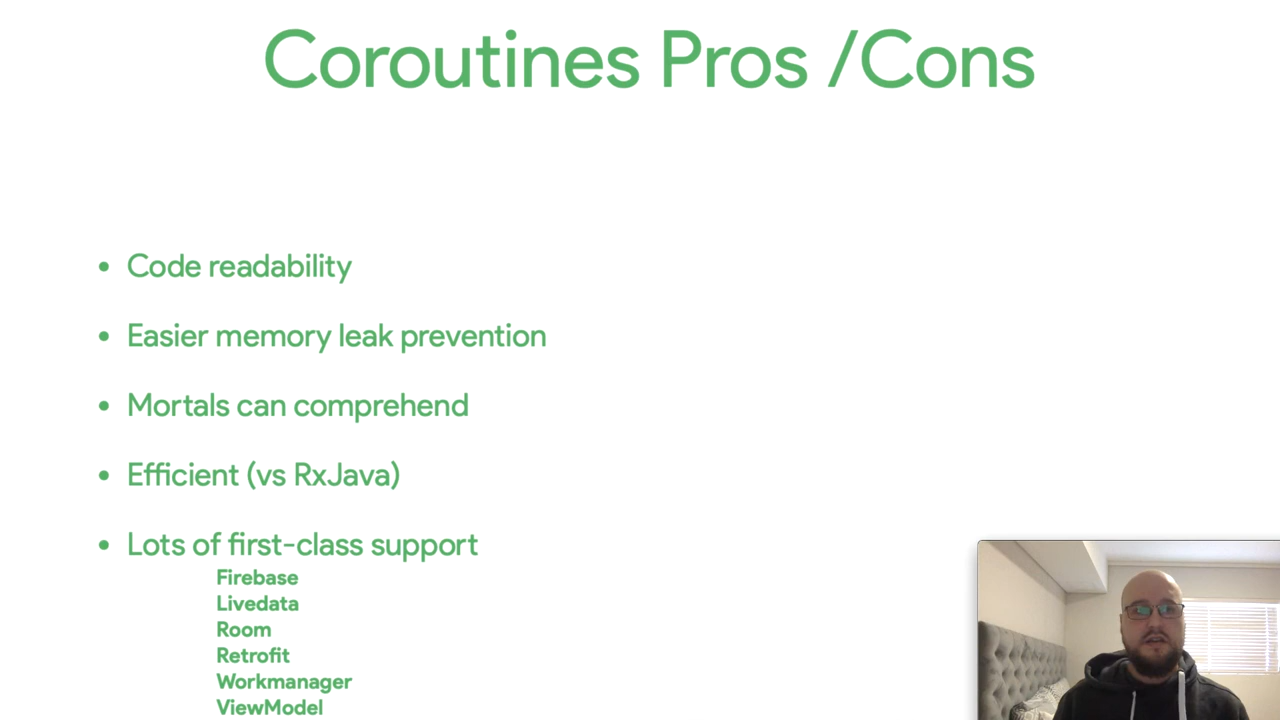 Coroutines Pros /Cons
• Code readability
• Easier memory leak prevention
• Mortals can comprehend
• Efficient (vs RxJava)
• Lots of first-class support
Firebase
Livedata
Room
Retrofit
Workmanager
ViewModel